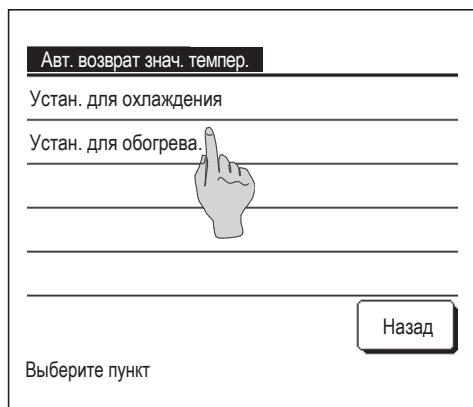 Авт. возврат знач. темпер.
Устан. для охлаждения
Устан. для обогрева.
Назад
Выберите пункт